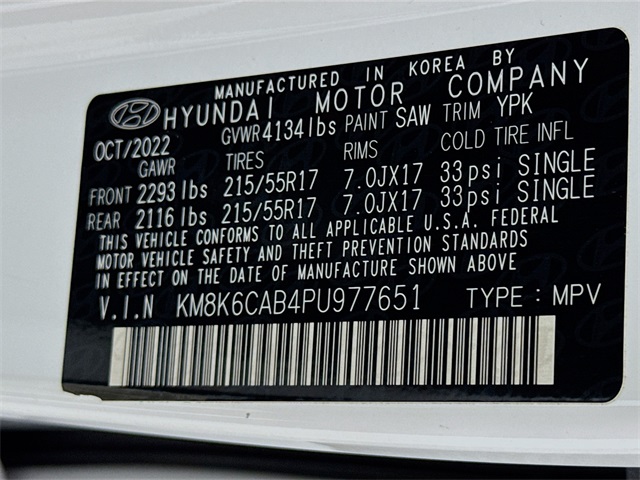 MANUFACTURED IN KOREA BY
HYUNDAI MOTOR COMPANY
OCT/2022 GVWR 4134 lbs PAINT SAW TRIM YPK
GAWR TIRES RIMS COLD TIRE INFL
FRONT 2293 lbs 215/55R17 7.0JX17 33psi SINGLE
REAR 2116 lbs 215/55R17 7.0JX17 33psi SINGLE
THIS VEHICLE CONFORMS TO ALL APPLICABLE U.S.A. FEDERAL
MOTOR VEHICLE SAFETY AND THEFT PREVENTION STANDARDS
IN EFFECT ON THE DATE OF MANUFACTURE SHOWN ABOVE
V.I.N KM8K6CAB4PU977651 TYPE : MPV